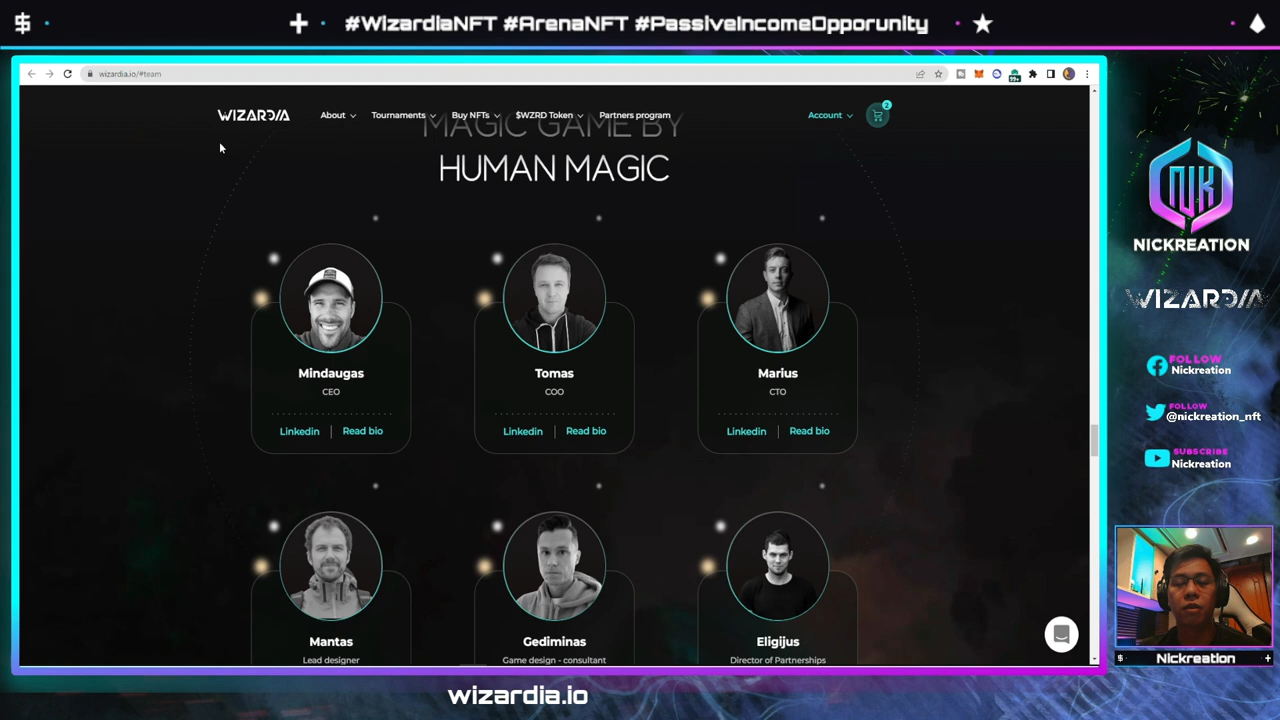 #WizardiaNFT #ArenaNFT #PassiveIncomeOpporunity
wizardia.io/#team
99+
WIZARDIA
About
Tournaments
Buy NFTs
$WZRD Token
Partners program
Account
2
MAGIC GAME BY
HUMAN MAGIC
Mindaugas
CEO
Linkedin
Read bio
Tomas
COO
Linkedin
Read bio
Marius
CTO
Linkedin
Read bio
Mantas
Lead designer
Gediminas
Game design - consultant
Eligijus
Director of Partnerships
NK
NICKREATION
WIZARDIA
FOLLOW
Nickreation
FOLLOW
@nickreation_nft
SUBSCRIBE
Nickreation
$ Nickreation +
wizardia.io